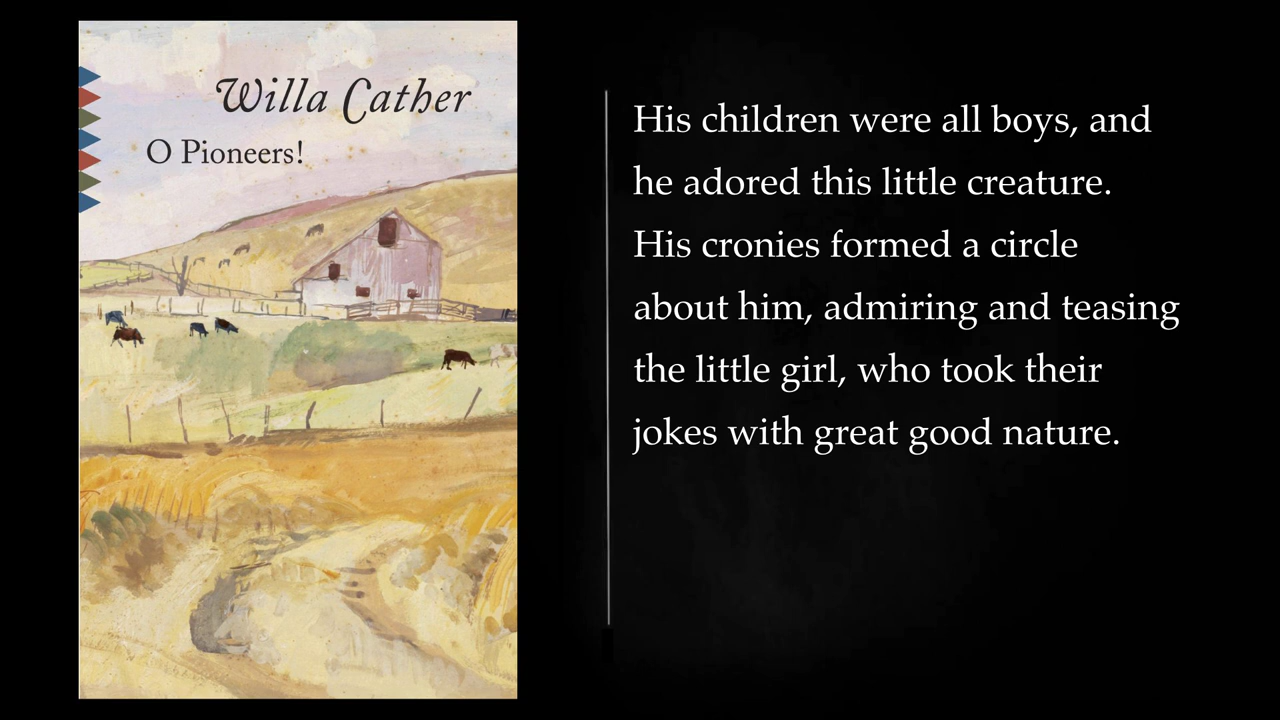 Willa Cather
O Pioneers!
His children were all boys, and
he adored this little creature.
His cronies formed a circle
about him, admiring and teasing
the little girl, who took their
jokes with great good nature.